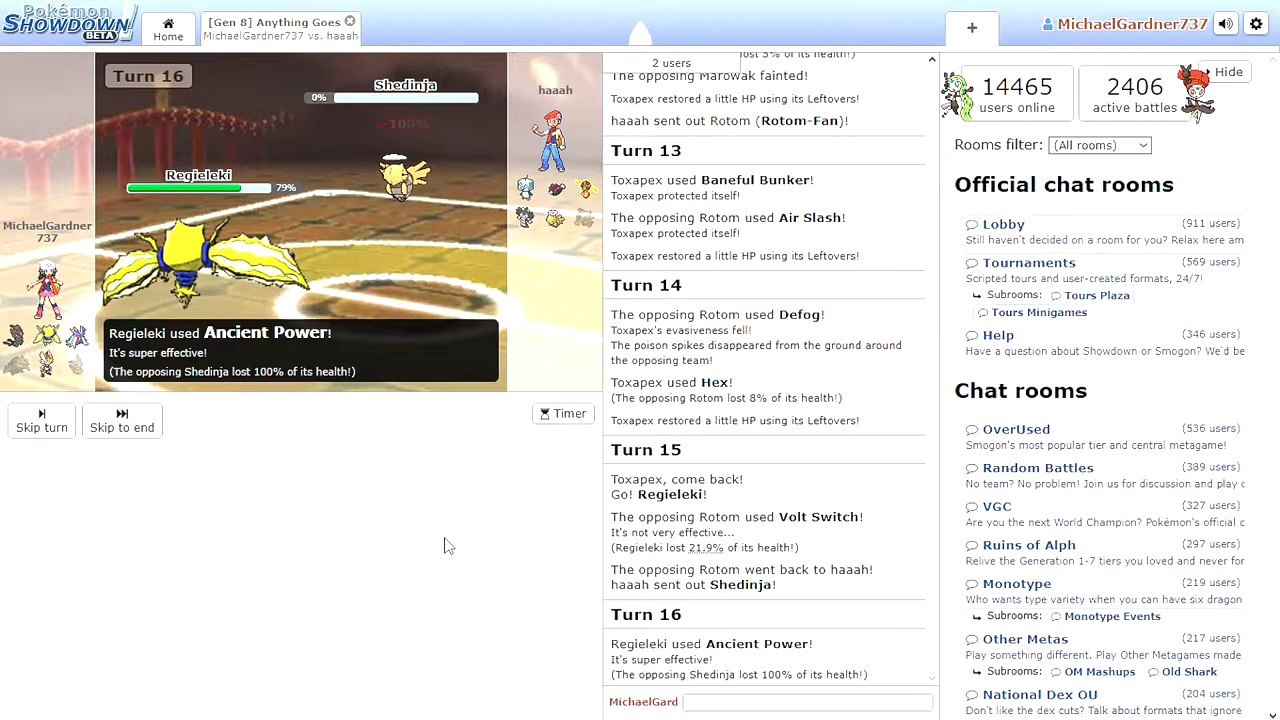 Pokémon
SHOWDOWN
BETA
Home
[Gen 8] Anything Goes
MichaelGardner737 vs. haaah
+
MichaelGardner737
Turn 16
Shedinja
0%
100%
Regieleki
79%
MichaelGardner
737
haaah
Regieleki used Ancient Power!
It's super effective!
(The opposing Shedinja lost 100% of its health!)
Skip turn
Skip to end
Timer
2 users
lost 5% of its health!)
The opposing Marowak fainted!
Toxapex restored a little HP using its Leftovers!
haaah sent out Rotom (Rotom-Fan)!
Turn 13
Toxapex used Baneful Bunker!
Toxapex protected itself!
The opposing Rotom used Air Slash!
Toxapex protected itself!
Toxapex restored a little HP using its Leftovers!
Turn 14
The opposing Rotom used Defog!
Toxapex's evasiveness fell!
The poison spikes disappeared from the ground around
the opposing team!
Toxapex used Hex!
(The opposing Rotom lost 8% of its health!)
Toxapex restored a little HP using its Leftovers!
Turn 15
Toxapex, come back!
Go! Regieleki!
The opposing Rotom used Volt Switch!
It's not very effective...
(Regieleki lost 21.9% of its health!)
The opposing Rotom went back to haaah!
haaah sent out Shedinja!
Turn 16
Regieleki used Ancient Power!
It's super effective!
(The opposing Shedinja lost 100% of its health!)
MichaelGard
14465
users online
2406
active battles
Hide
Rooms filter: (All rooms)
Official chat rooms
Lobby (911 users)
Still haven't decided on a room for you? Relax here am
Tournaments (569 users)
Scripted tours and user-created formats, 24/7!
Subrooms: Tours Plaza
Tours Minigames
Help (346 users)
Have a question about Showdown or Smogon? We'd be
Chat rooms
OverUsed (536 users)
Smogon's most popular tier and central metagame!
Random Battles (389 users)
No team? No problem! Join us for discussion and play c
VGC (327 users)
Are you the next World Champion? Pokémon's official c
Ruins of Alph (297 users)
Relive the Generation 1-7 tiers you loved and never for
Monotype (219 users)
Who wants type variety when you can have six dragon
Subrooms: Monotype Events
Other Metas (217 users)
Play something different. Play Other Metagames made
Subrooms: OM Mashups Old Shark
National Dex OU (204 users)
Don't like the dex cuts? Talk about formats that ignore